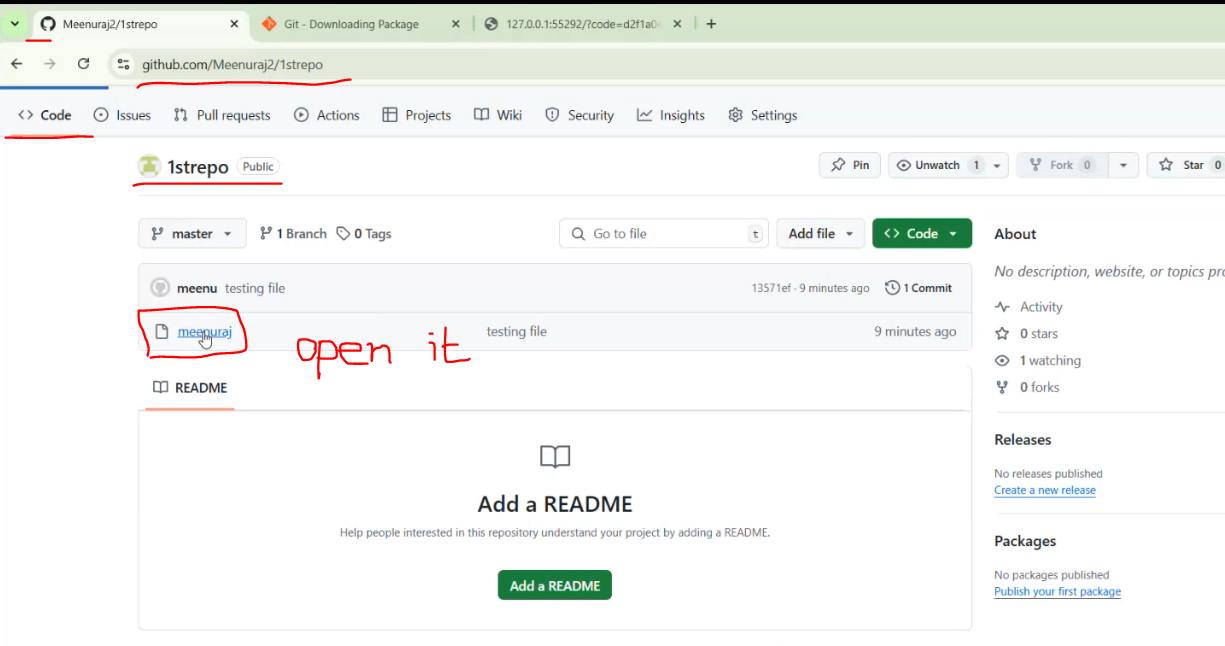 Meenuraj2/1strepo
Git - Downloading Package
127.0.0.1:55292/?code=d2f1a0
github.com/Meenuraj2/1strepo
Code Issues Pull requests Actions Projects Wiki Security Insights Settings
1strepo Public
Pin Unwatch 1 Fork 0 Star 0
master 1 Branch 0 Tags Go to file t Add file Code
About
No description, website, or topics pro
meenu testing file 13571ef · 9 minutes ago 1 Commit
Activity
meenuraj testing file 9 minutes ago
open it
0 stars
1 watching
README
0 forks
Releases
No releases published
Create a new release
Add a README
Help people interested in this repository understand your project by adding a README.
Add a README
Packages
No packages published
Publish your first package